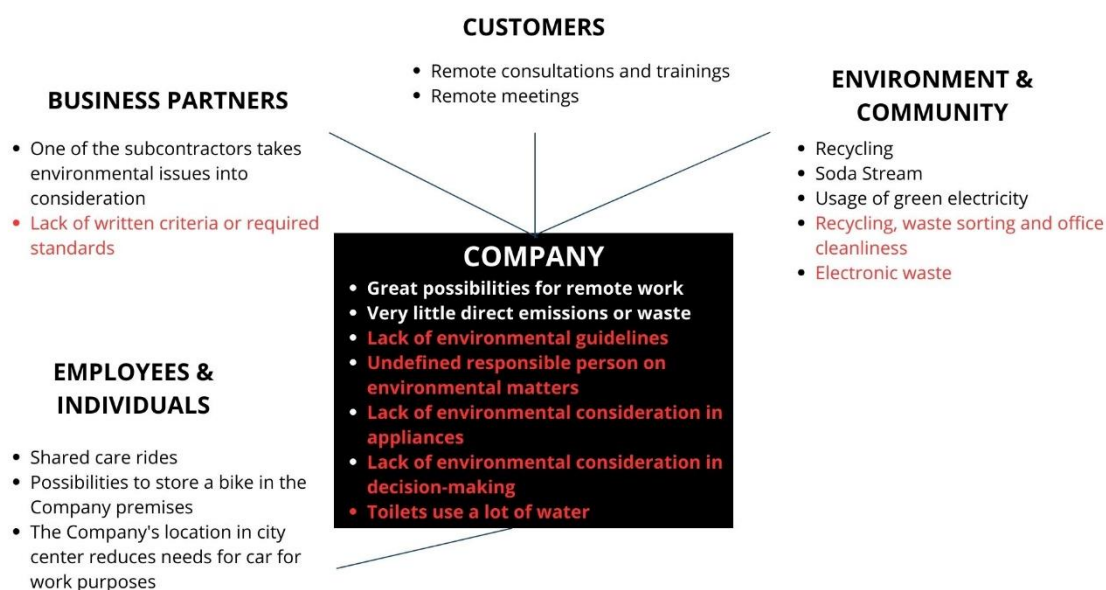 CUSTOMERS
• Remote consultations and trainings
• Remote meetings
BUSINESS PARTNERS
• One of the subcontractors takes
environmental issues into
consideration
• Lack of written criteria or required
standards
ENVIRONMENT &
COMMUNITY
• Recycling
• Soda Stream
• Usage of green electricity
• Recycling, waste sorting and office
cleanliness
• Electronic waste
COMPANY
• Great possibilities for remote work
• Very little direct emissions or waste
• Lack of environmental guidelines
• Undefined responsible person on
environmental matters
• Lack of environmental consideration in
appliances
• Lack of environmental consideration in
decision-making
• Toilets use a lot of water
EMPLOYEES &
INDIVIDUALS
• Shared care rides
• Possibilities to store a bike in the
Company premises
• The Company's location in city
center reduces needs for car for
work purposes